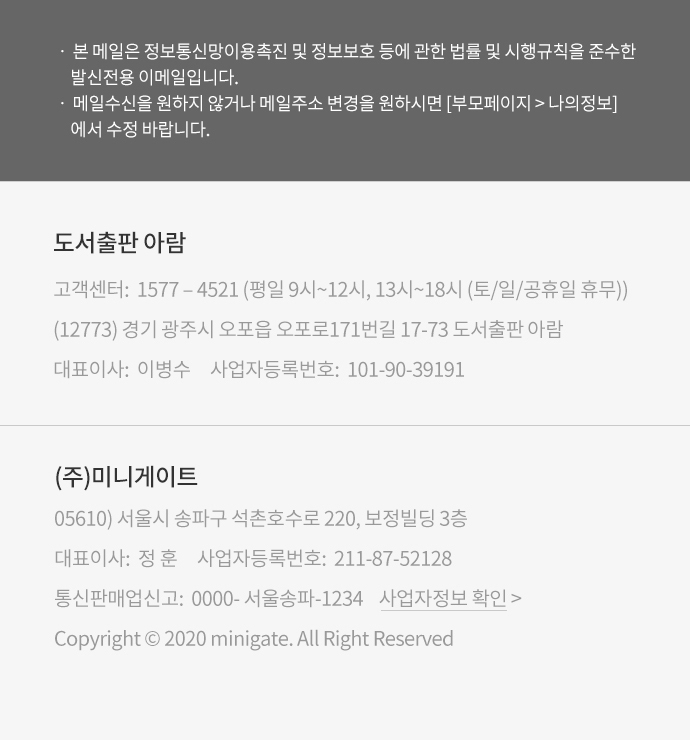 · 본 메일은 정보통신망이용촉진 및 정보보호 등에 관한 법률 및 시행규칙을 준수한
발신전용 이메일입니다.
· 메일수신을 원하지 않거나 메일주소 변경을 원하시면 [부모페이지 > 나의정보]
에서 수정 바랍니다.
도서출판 아람
고객센터: 1577 – 4521 (평일 9시~12시, 13시~18시 (토/일/공휴일 휴무))
(12773) 경기 광주시 오포읍 오포로171번길 17-73 도서출판 아람
대표이사: 이병수 사업자등록번호: 101-90-39191
(주)미니게이트
05610) 서울시 송파구 석촌호수로 220, 보정빌딩 3층
대표이사: 정 훈 사업자등록번호: 211-87-52128
통신판매업신고: 0000- 서울송파-1234 사업자정보 확인 >
Copyright © 2020 minigate. All Right Reserved